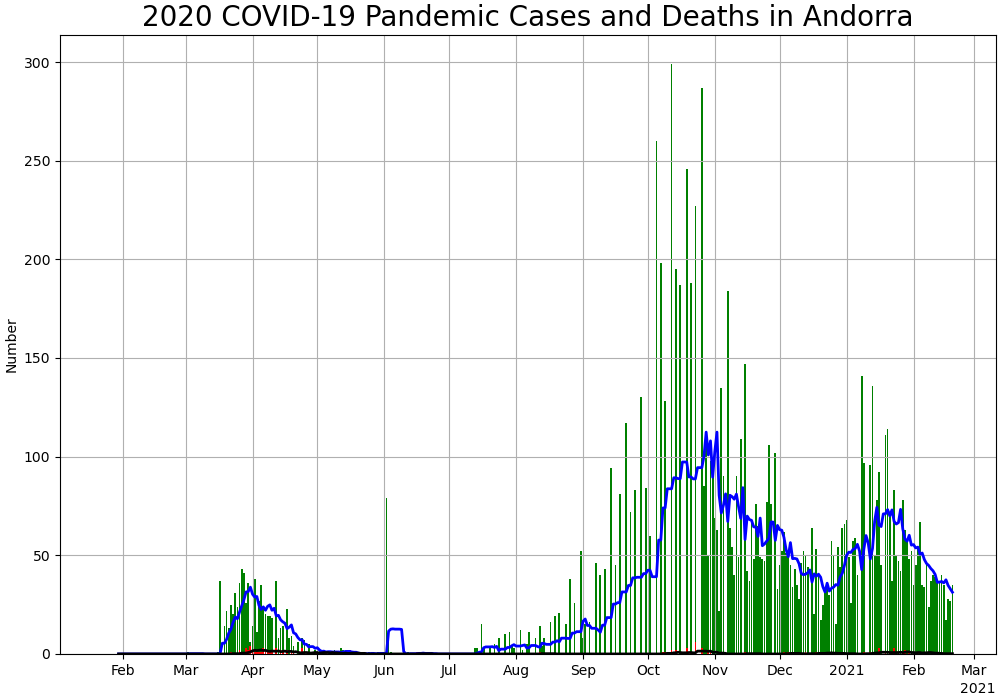 2020 COVID-19 Pandemic Cases and Deaths in Andorra
300
250
200
150
100
50
0
Number
Feb Mar Apr May Jun Jul Aug Sep Oct Nov Dec 2021 Feb Mar
2021